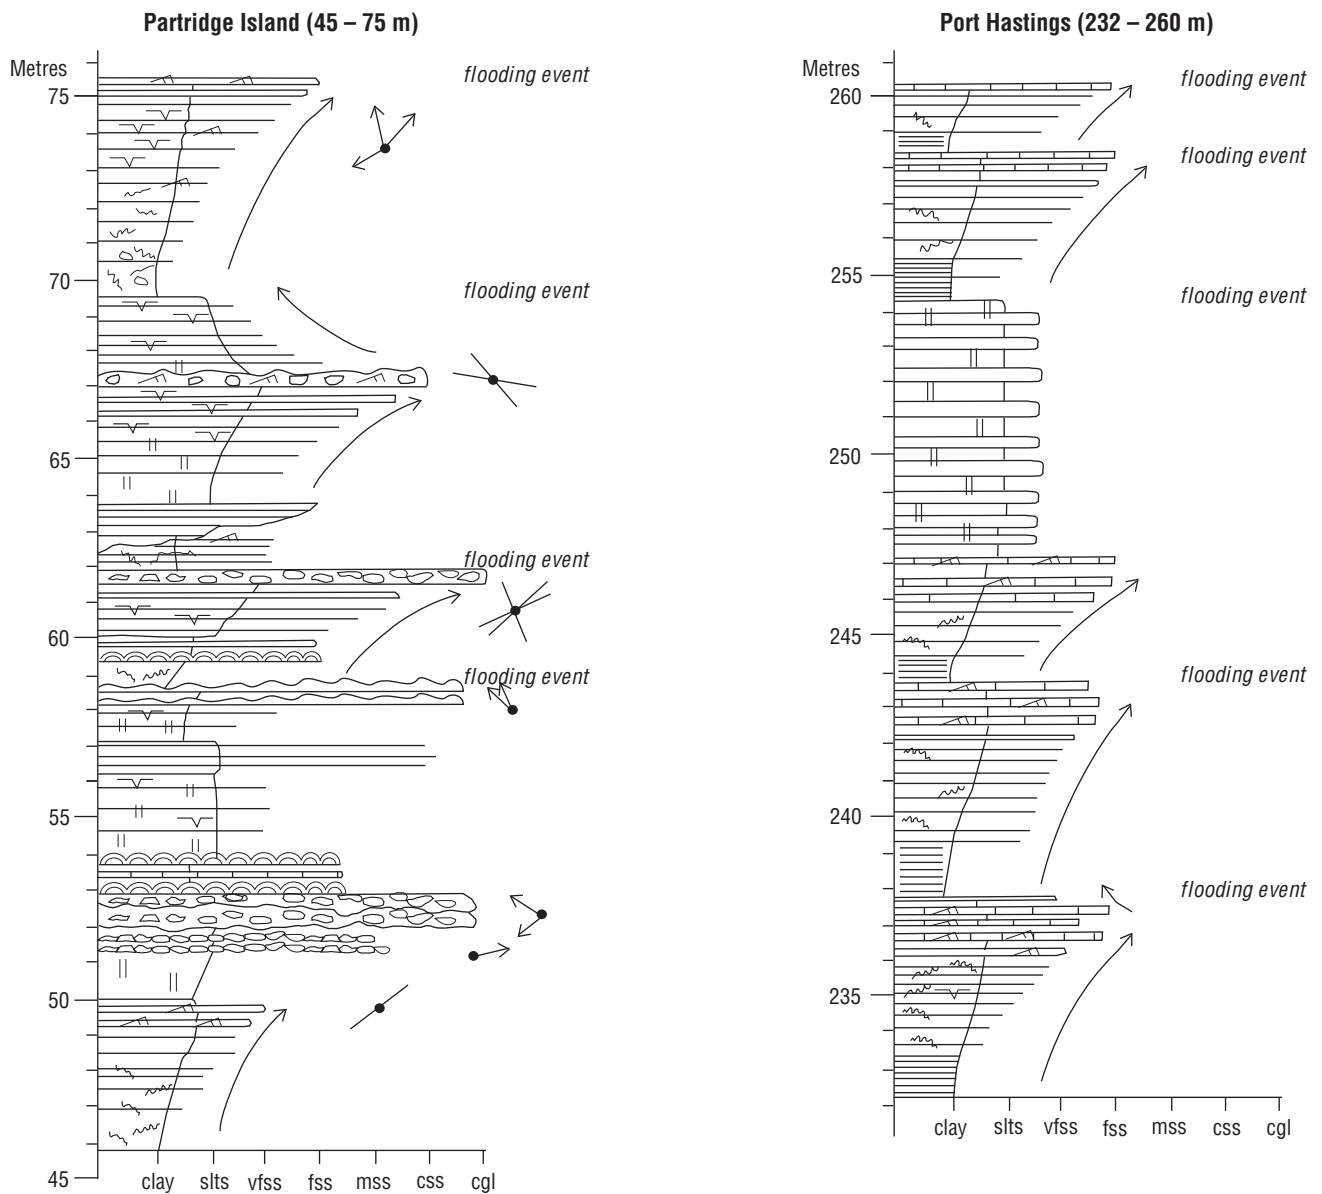 Partridge Island (45 – 75 m)
Metres
flooding event
75
70
flooding event
65
flooding event
60
flooding event
55
50
45
clay slts vfss fss mss css cgl
Port Hastings (232 – 260 m)
Metres
flooding event
260
flooding event
255
flooding event
250
245
flooding event
240
flooding event
235
clay slts vfss fss mss css cgl